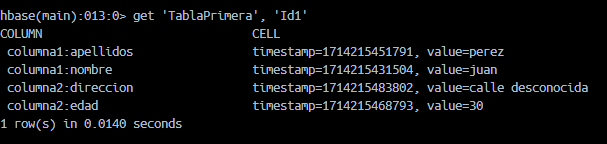 hbase(main):013:0> get 'TablaPrimera', 'Id1'
COLUMN CELL
columna1:apellidos timestamp=1714215451791, value=perez
columna1:nombre timestamp=1714215431504, value=juan
columna2:direccion timestamp=1714215483802, value=calle desconocida
columna2:edad timestamp=1714215468793, value=30
1 row(s) in 0.0140 seconds